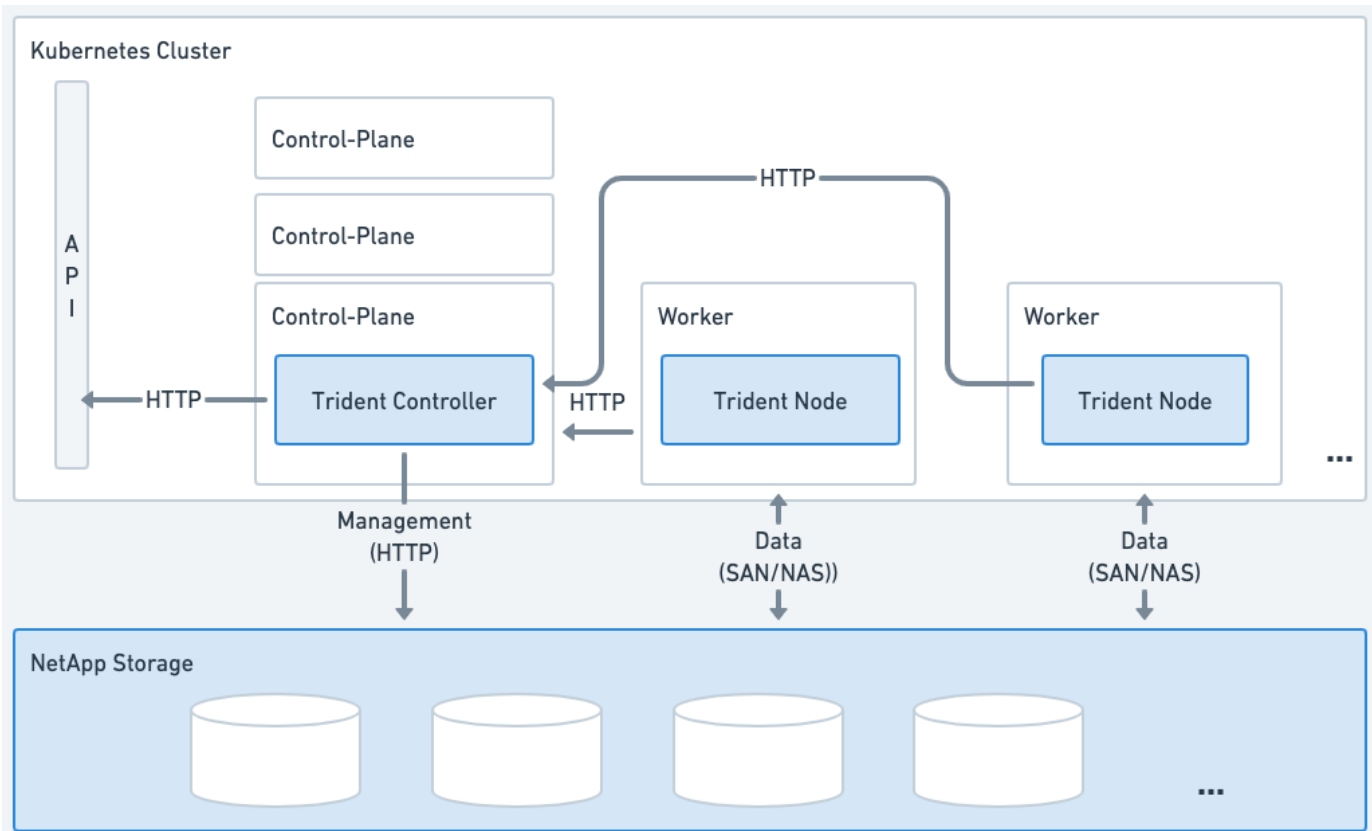 Kubernetes Cluster
Control-Plane
HTTP
Control-Plane
A
P
I
Control-Plane
Worker
Worker
HTTP
Trident Controller
HTTP
Trident Node
Trident Node
...
Management
(HTTP)
Data
(SAN/NAS))
Data
(SAN/NAS)
NetApp Storage
...